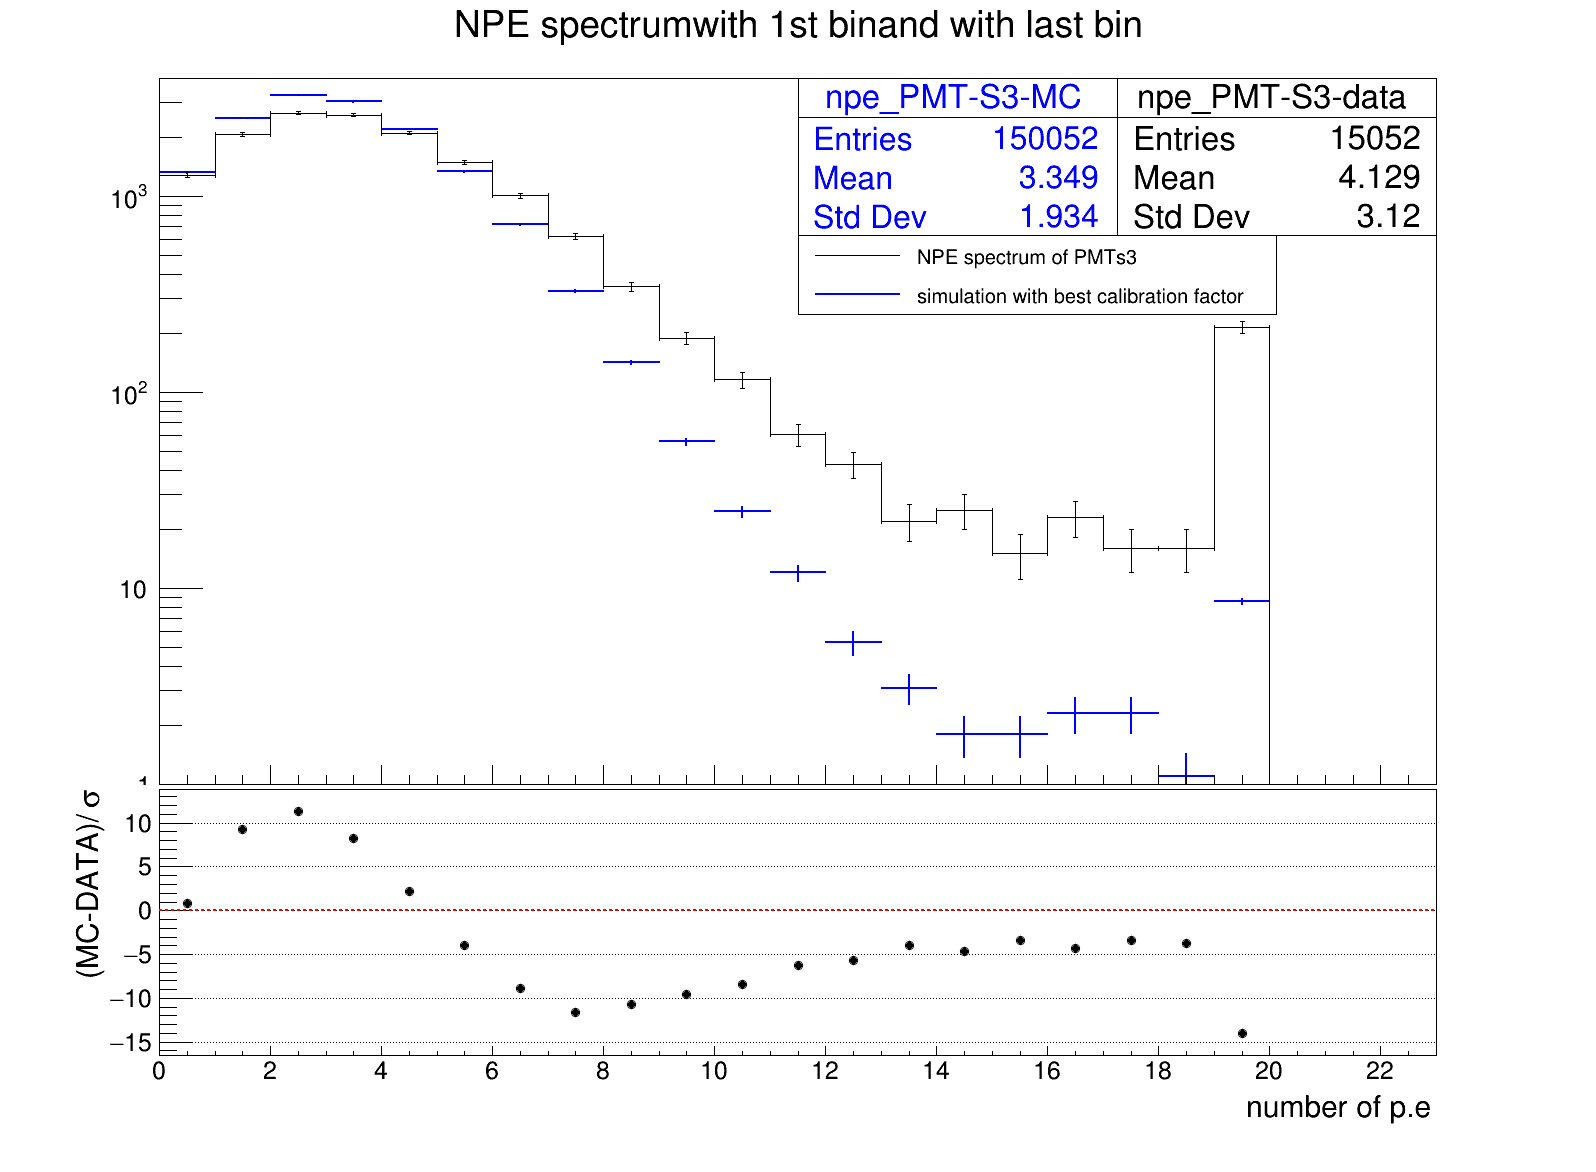 NPE spectrumwith 1st binand with last bin
npe_PMT-S3-MC
Entries 150052
Mean 3.349
Std Dev 1.934
npe_PMT-S3-data
Entries 15052
Mean 4.129
Std Dev 3.12
NPE spectrum of PMTs3
simulation with best calibration factor
10³
10²
10
1
(MC-DATA)/ σ
10
5
0
−5
−10
−15
0 2 4 6 8 10 12 14 16 18 20 22
number of p.e